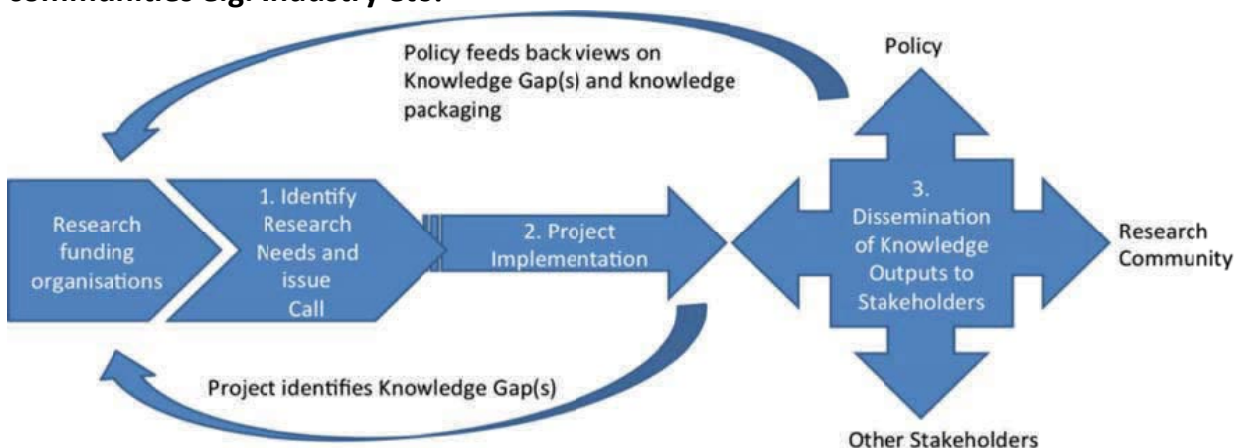 Policy feeds back views on
Knowledge Gap(s) and knowledge
packaging
Policy
Research
funding
organisations
1. Identify
Research
Needs and
issue
Call
2. Project
Implementation
3.
Dissemination
of Knowledge
Outputs to
Stakeholders
Research
Community
Project identifies Knowledge Gap(s)
Other Stakeholders